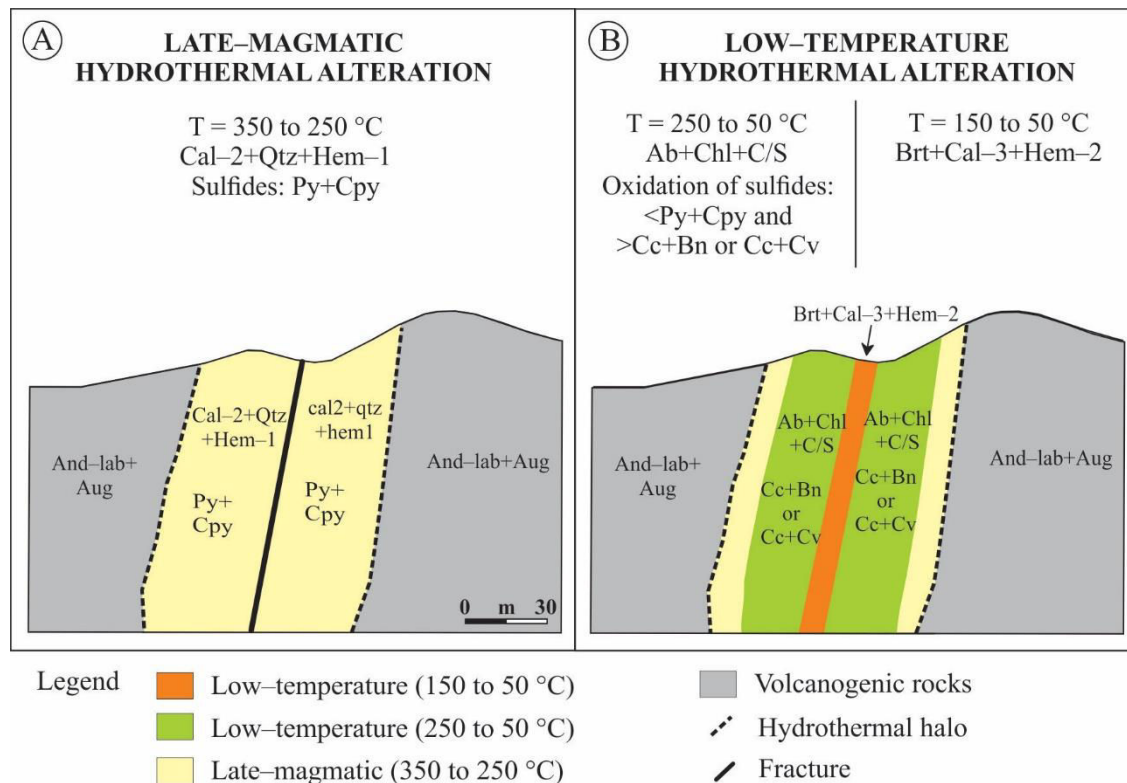 A
LATE–MAGMATIC
HYDROTHERMAL ALTERATION
T = 350 to 250 °C
Cal–2+Qtz+Hem–1
Sulfides: Py+Cpy
And–lab+
Aug
Cal–2+Qtz
+Hem–1
Py+
Cpy
cal2+qtz
+hem1
Py+
Cpy
And–lab+Aug
0 m 30
B
LOW–TEMPERATURE
HYDROTHERMAL ALTERATION
T = 250 to 50 °C
Ab+Chl+C/S
Oxidation of sulfides:
<Py+Cpy and
>Cc+Bn or Cc+Cv
T = 150 to 50 °C
Brt+Cal–3+Hem–2
Brt+Cal–3+Hem–2
And–lab+
Aug
Ab+Chl
+C/S
Cc+Bn
or
Cc+Cv
Ab+Chl
+C/S
Cc+Bn
or
Cc+Cv
And–lab+Aug
Legend
Low–temperature (150 to 50 °C)
Low–temperature (250 to 50 °C)
Late–magmatic (350 to 250 °C)
Volcanogenic rocks
Hydrothermal halo
Fracture